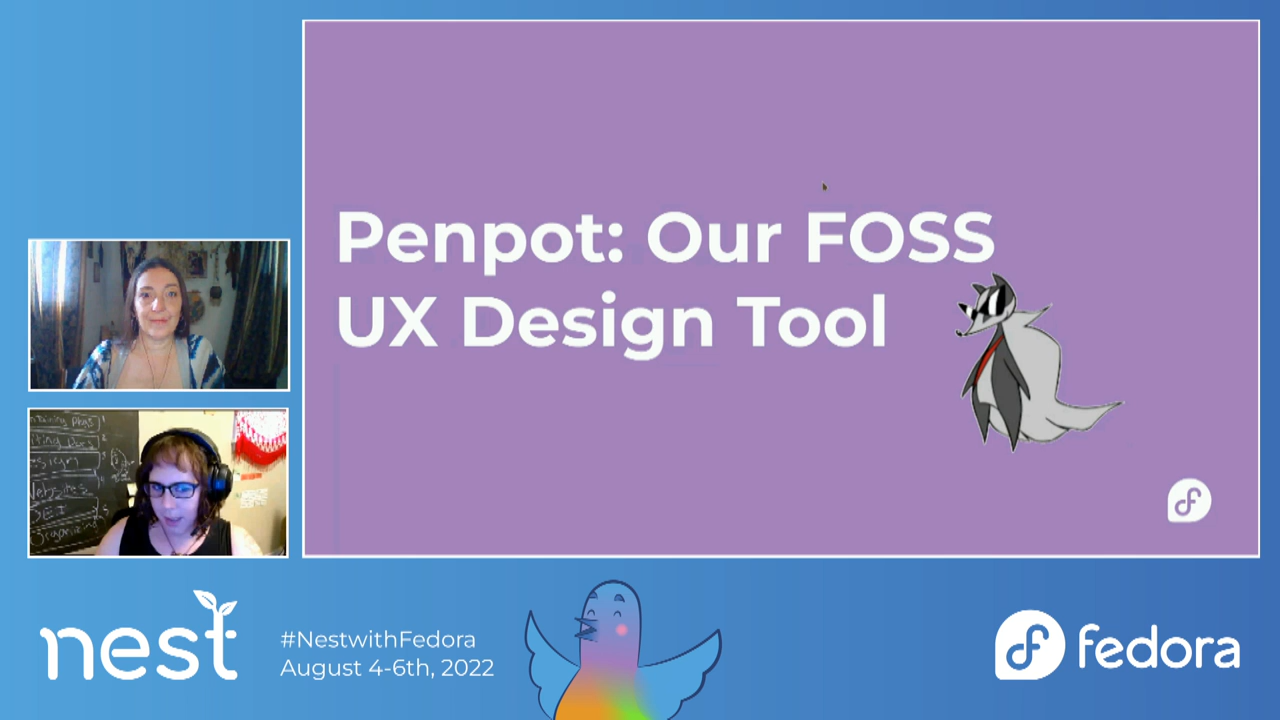 Penpot: Our FOSS
UX Design Tool
nest
#NestwithFedora
August 4-6th, 2022
fedora